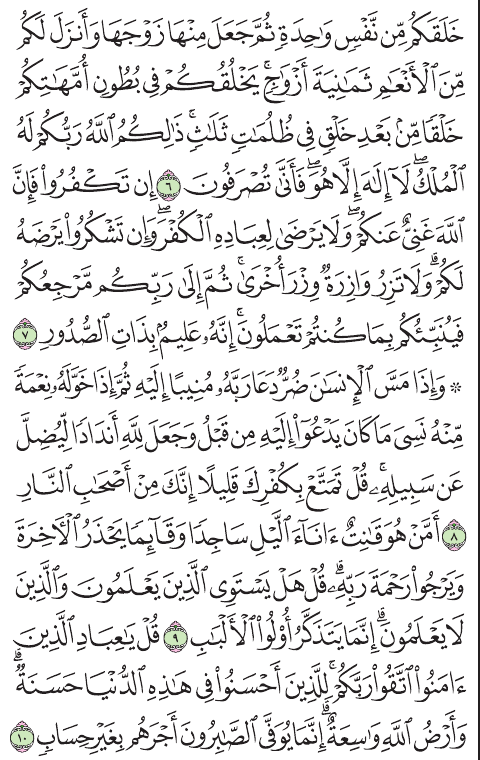 خَلَقَكُم مِّن نَّفْسٍ وَٰحِدَةٍ ثُمَّ جَعَلَ مِنْهَا زَوْجَهَا وَأَنزَلَ لَكُم
مِّنَ ٱلْأَنْعَٰمِ ثَمَٰنِيَةَ أَزْوَٰجٍ ۚ يَخْلُقُكُمْ فِى بُطُونِ أُمَّهَٰتِكُمْ
خَلْقًا مِّنۢ بَعْدِ خَلْقٍ فِى ظُلُمَٰتٍ ثَلَٰثٍ ۚ ذَٰلِكُمُ ٱللَّهُ رَبُّكُمْ لَهُ
ٱلْمُلْكُ ۖ لَآ إِلَٰهَ إِلَّا هُوَ ۖ فَأَنَّىٰ تُصْرَفُونَ ٦ إِن تَكْفُرُوا۟ فَإِنَّ
ٱللَّهَ غَنِىٌّ عَنكُمْ ۖ وَلَا يَرْضَىٰ لِعِبَادِهِ ٱلْكُفْرَ ۖ وَإِن تَشْكُرُوا۟ يَرْضَهُ
لَكُمْ ۗ وَلَا تَزِرُ وَازِرَةٌ وِزْرَ أُخْرَىٰ ۗ ثُمَّ إِلَىٰ رَبِّكُم مَّرْجِعُكُمْ
فَيُنَبِّئُكُم بِمَا كُنتُمْ تَعْمَلُونَ ۚ إِنَّهُۥ عَلِيمٌۢ بِذَاتِ ٱلصُّدُورِ ٧
۞ وَإِذَا مَسَّ ٱلْإِنسَٰنَ ضُرٌّ دَعَا رَبَّهُۥ مُنِيبًا إِلَيْهِ ثُمَّ إِذَا خَوَّلَهُۥ نِعْمَةً
مِّنْهُ نَسِىَ مَا كَانَ يَدْعُوٓا۟ إِلَيْهِ مِن قَبْلُ وَجَعَلَ لِلَّهِ أَندَادًا لِّيُضِلَّ
عَن سَبِيلِهِۦ ۚ قُلْ تَمَتَّعْ بِكُفْرِكَ قَلِيلًا ۖ إِنَّكَ مِنْ أَصْحَٰبِ ٱلنَّارِ
٨ أَمَّنْ هُوَ قَٰنِتٌ ءَانَآءَ ٱلَّيْلِ سَاجِدًا وَقَآئِمًا يَحْذَرُ ٱلْءَاخِرَةَ
وَيَرْجُوا۟ رَحْمَةَ رَبِّهِۦ ۗ قُلْ هَلْ يَسْتَوِى ٱلَّذِينَ يَعْلَمُونَ وَٱلَّذِينَ
لَا يَعْلَمُونَ ۗ إِنَّمَا يَتَذَكَّرُ أُو۟لُوا۟ ٱلْأَلْبَٰبِ ٩ قُلْ يَٰعِبَادِ ٱلَّذِينَ
ءَامَنُوا۟ ٱتَّقُوا۟ رَبَّكُمْ ۚ لِلَّذِينَ أَحْسَنُوا۟ فِى هَٰذِهِ ٱلدُّنْيَا حَسَنَةٌ ۗ
وَأَرْضُ ٱللَّهِ وَٰسِعَةٌ ۗ إِنَّمَا يُوَفَّى ٱلصَّٰبِرُونَ أَجْرَهُم بِغَيْرِ حِسَابٍ ١٠